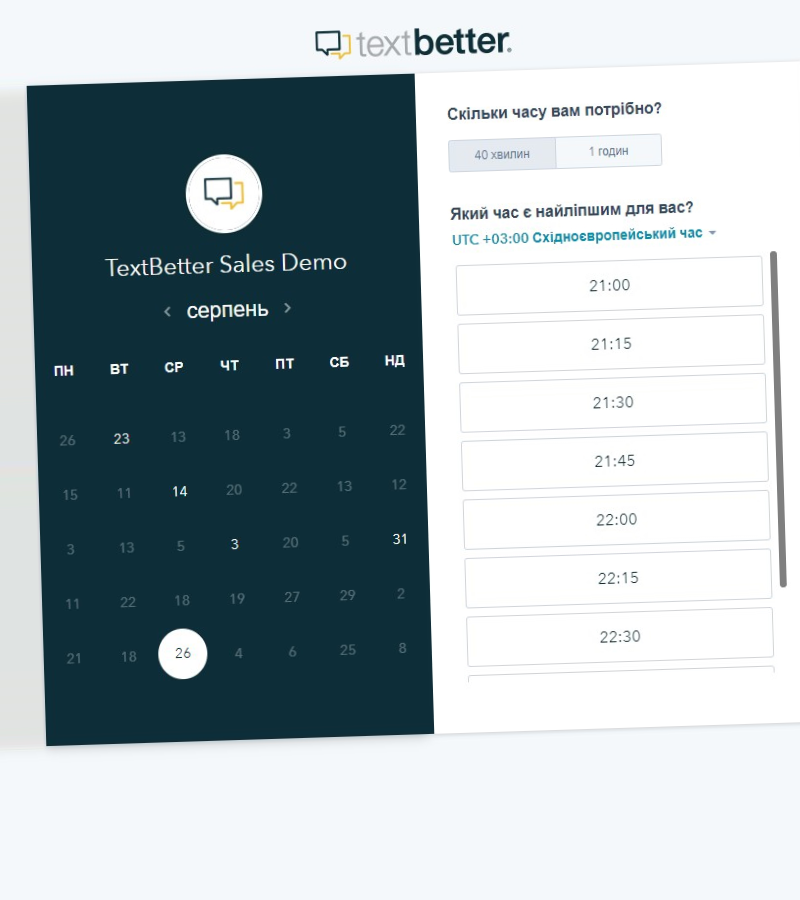 textbetter.
TextBetter Sales Demo
серпень
ПН ВТ СР ЧТ ПТ СБ НД
26 23 13 18 3 5 22
15 11 14 20 22 13 12
3 13 5 3 20 5 31
11 22 18 19 27 29 2
21 18 26 4 6 25 8
Скільки часу вам потрібно?
40 хвилин 1 годин
Який час є найліпшим для вас?
UTC +03:00 Східноєвропейський час
21:00
21:15
21:30
21:45
22:00
22:15
22:30